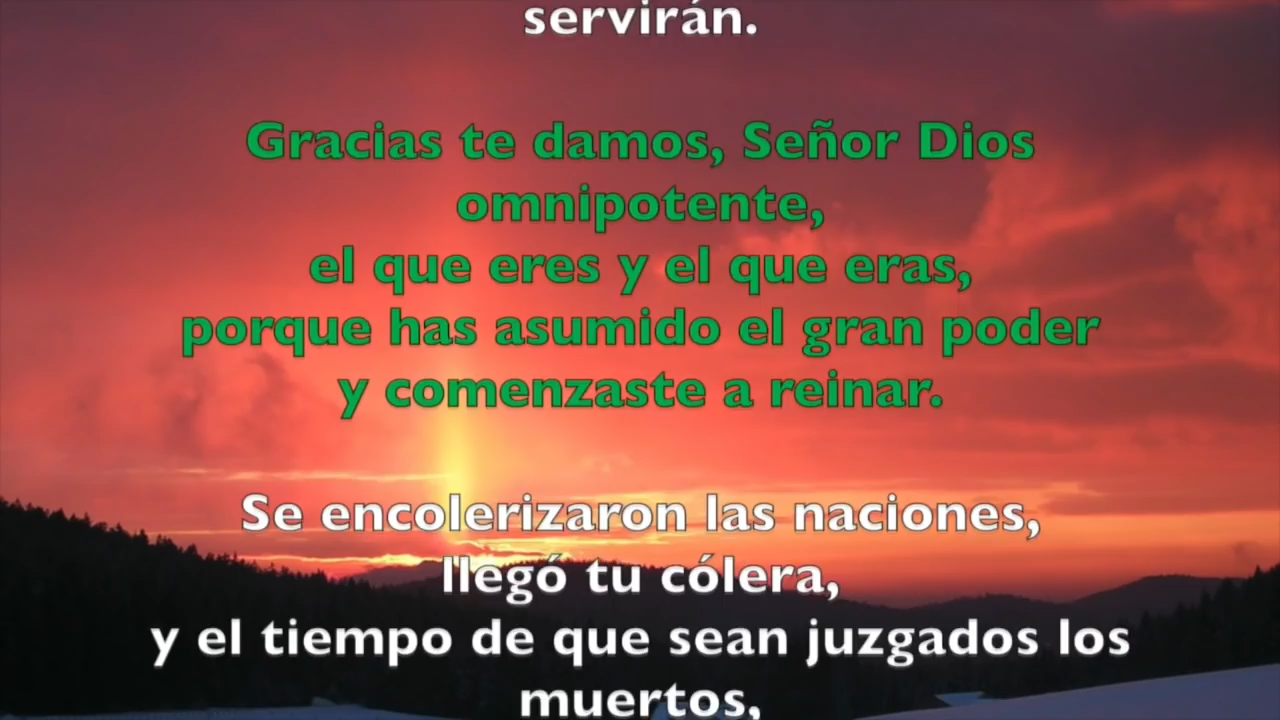 servirán.
Gracias te damos, Señor Dios
omnipotente,
el que eres y el que eras,
porque has asumido el gran poder
y comenzaste a reinar.
Se encolerizaron las naciones,
llegó tu cólera,
y el tiempo de que sean juzgados los
muertos,